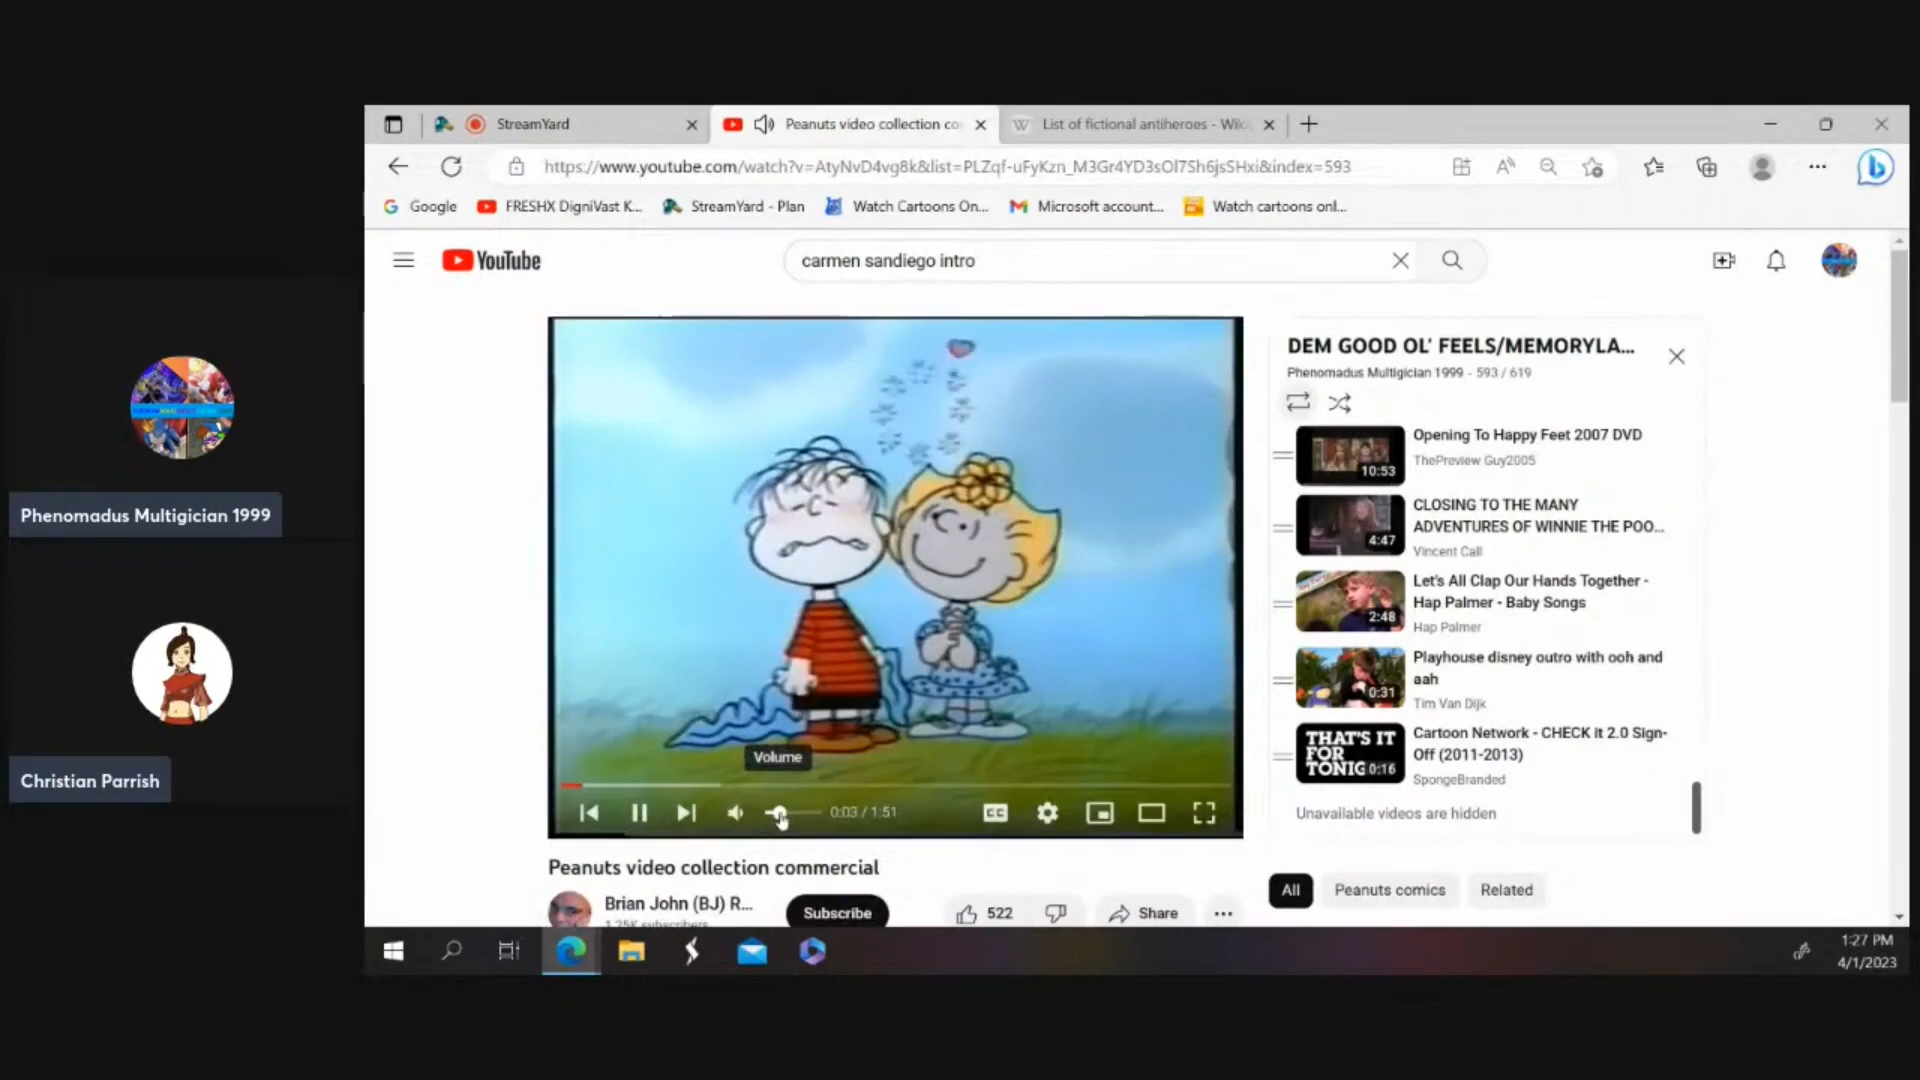 StreamYard
Peanuts video collection co
List of fictional antiheroes - Wiki
https://www.youtube.com/watch?v=AtyNvD4vg8k&list=PLZqf-uFyKzn_M3Gr4YD3sOl7Sh6jsSHxi&index=593
Google
FRESHX DigniVast K...
StreamYard - Plan
Watch Cartoons On...
Microsoft account...
Watch cartoons onl...
YouTube
carmen sandiego intro
DEM GOOD OL' FEELS/MEMORYLA...
Phenomadus Multigician 1999 - 593 / 619
Opening To Happy Feet 2007 DVD
ThePreview Guy2005
10:53
CLOSING TO THE MANY
ADVENTURES OF WINNIE THE POO...
Vincent Call
4:47
Let's All Clap Our Hands Together -
Hap Palmer - Baby Songs
Hap Palmer
2:48
Playhouse disney outro with ooh and
aah
Tim Van Dijk
0:31
THAT'S IT
FOR
TONIG
0:16
Cartoon Network - CHECK it 2.0 Sign-
Off (2011-2013)
SpongeBranded
Unavailable videos are hidden
All
Peanuts comics
Related
Phenomadus Multigician 1999
Christian Parrish
Volume
0:03 / 1:51
CC
Peanuts video collection commercial
Brian John (BJ) R...
1.25K subscribers
Subscribe
522
Share
1:27 PM
4/1/2023